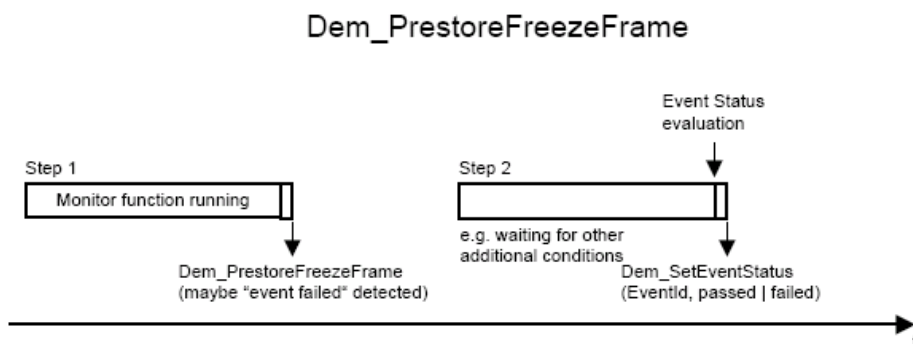 Dem_PrestoreFreezeFrame
Event Status
evaluation
Step 1
Monitor function running
Step 2
e.g. waiting for other
additional conditions
Dem_PrestoreFreezeFrame
(maybe "event failed" detected)
Dem_SetEventStatus
(EventId, passed | failed)